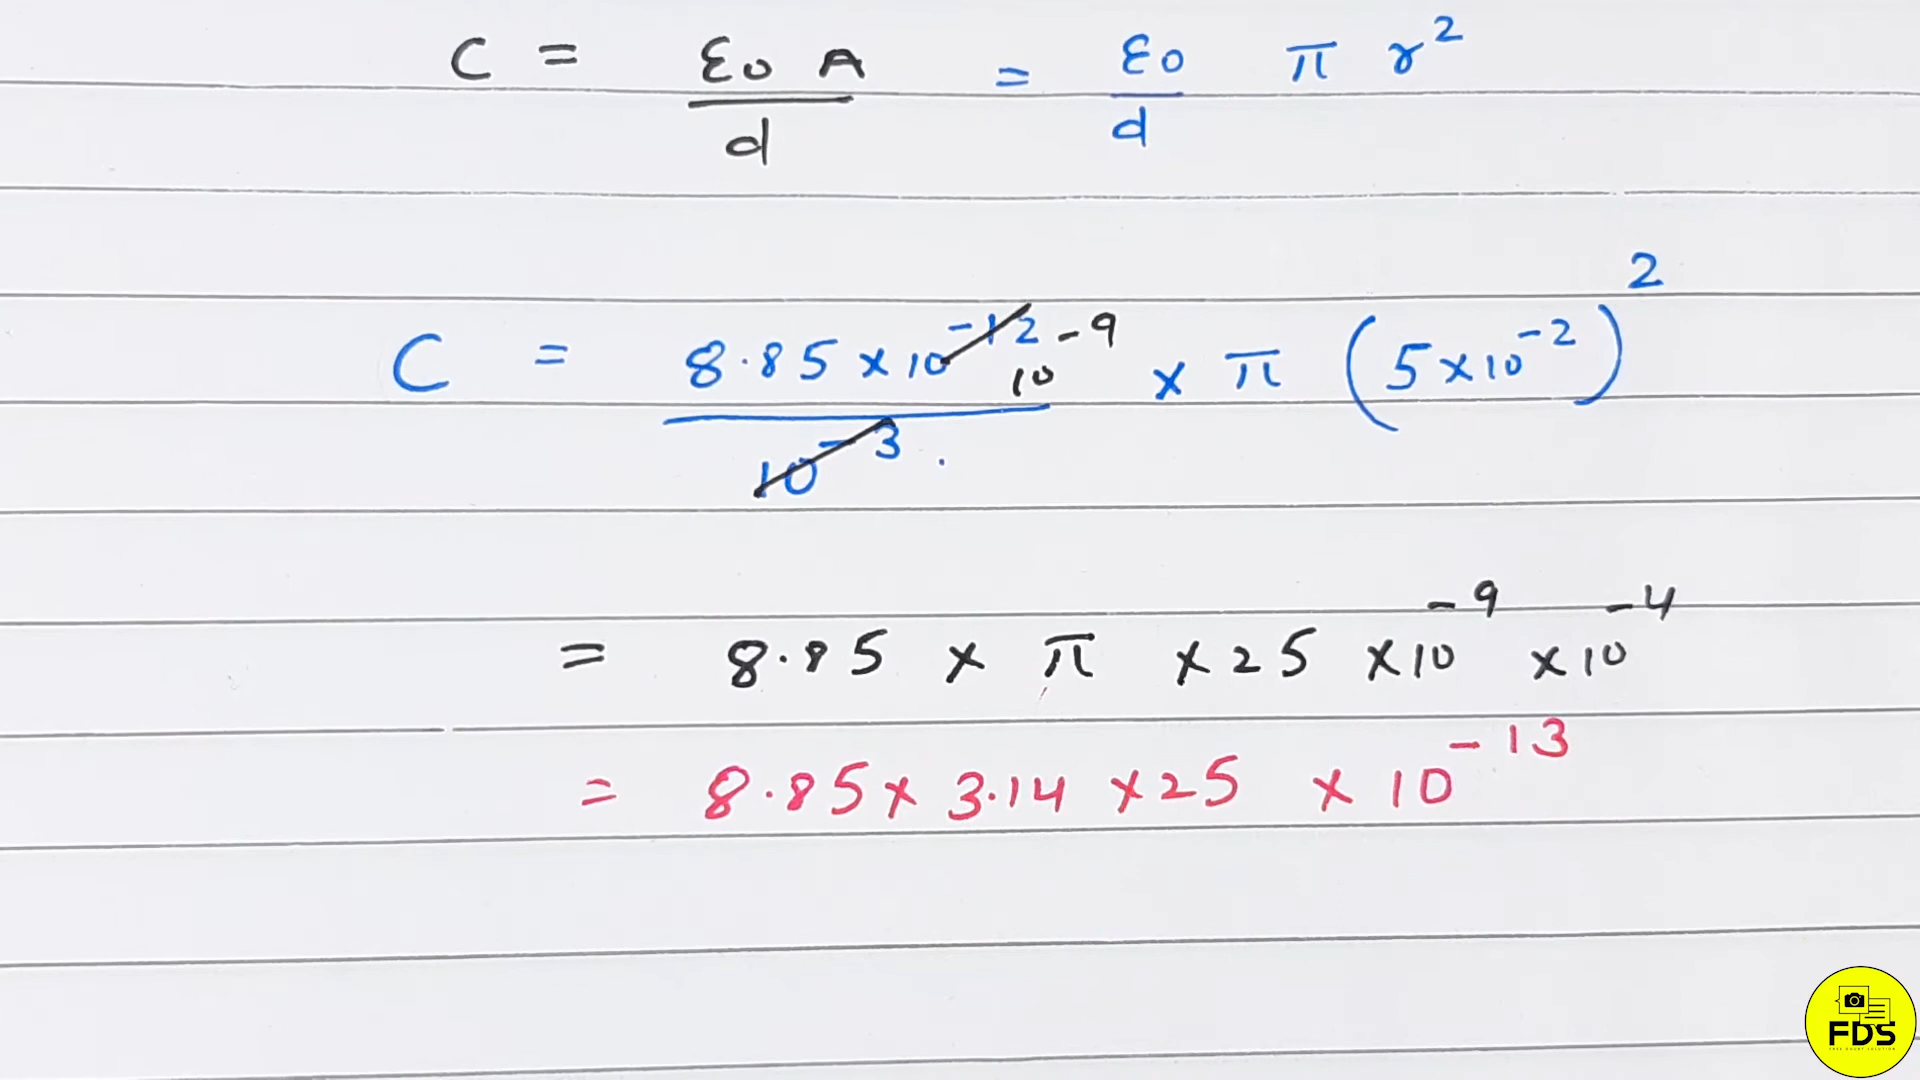 C = ε0 A / d = ε0 / d π r²
C = 8.85 × 10⁻¹² 10⁻⁹ / 10⁻³ . × π (5 × 10⁻²)²
= 8.85 × π × 25 × 10⁻⁹ × 10⁻⁴
= 8.85 × 3.14 × 25 × 10⁻¹³
FDS